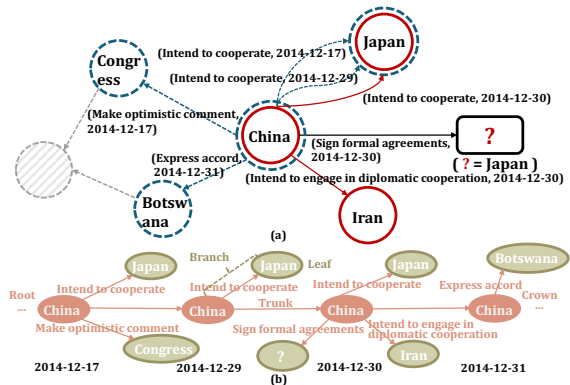 (Intend to cooperate, 2014-12-17)
Japan
Congr
ess
(Intend to cooperate, 2014-12-29)
(Intend to cooperate, 2014-12-30)
(Make optimistic comment,
2014-12-17)
China
?
(Sign formal agreements,
2014-12-30)
( ? = Japan )
(Express accord,
2014-12-31)
(Intend to engage in diplomatic cooperation, 2014-12-30)
Botsw
ana
Iran
(a)
Branch
Botswana
Japan
Japan
Leaf
Japan
Intend to cooperate
Intend to cooperate
Intend to cooperate
Express accord
Root
...
China
China
Trunk
China
China
Crown
...
Make optimistic comment
Sign formal agreements
Intend to engage in
diplomatic cooperation
Congress
?
Iran
2014-12-17
2014-12-29
2014-12-30
2014-12-31
(b)